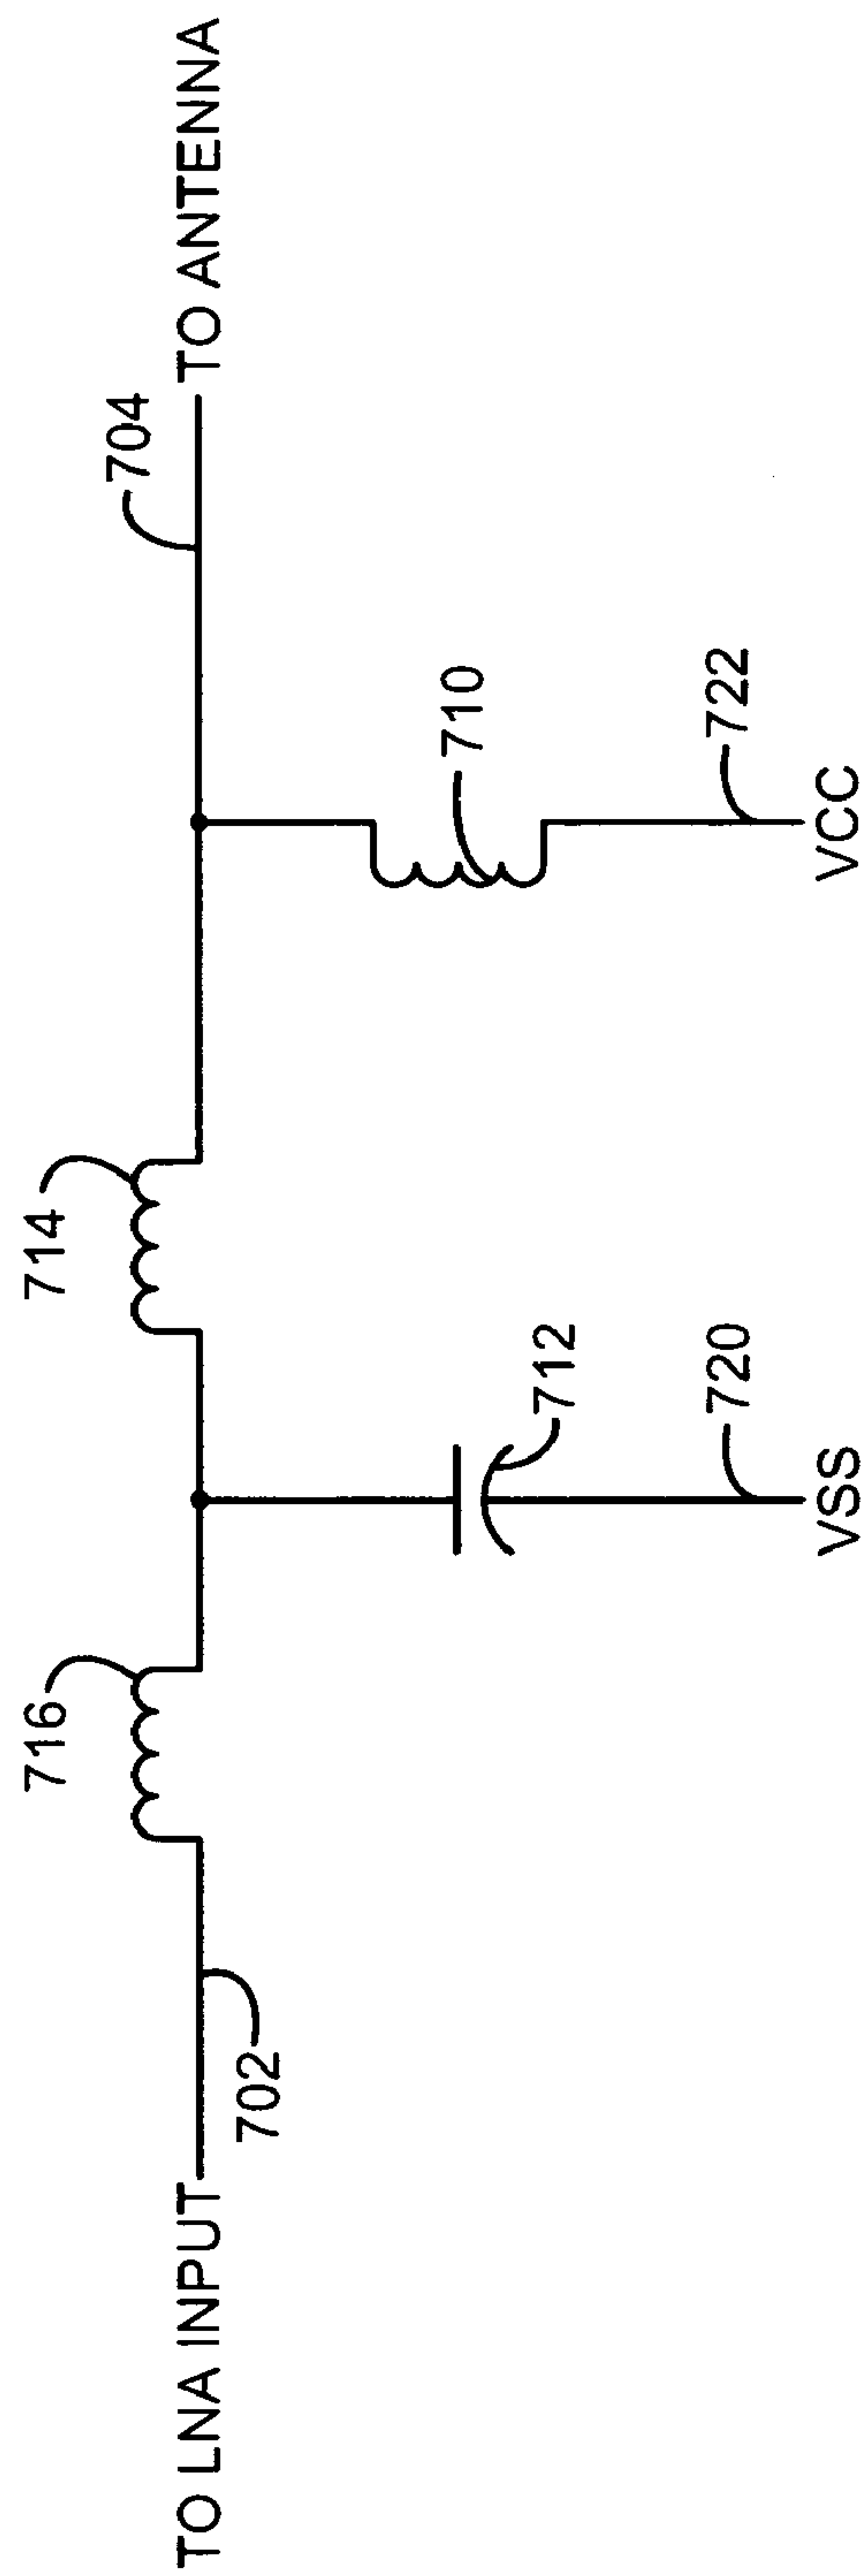 716
714
704
TO LNA INPUT
TO ANTENNA
702
712
710
720
722
VSS
VCC